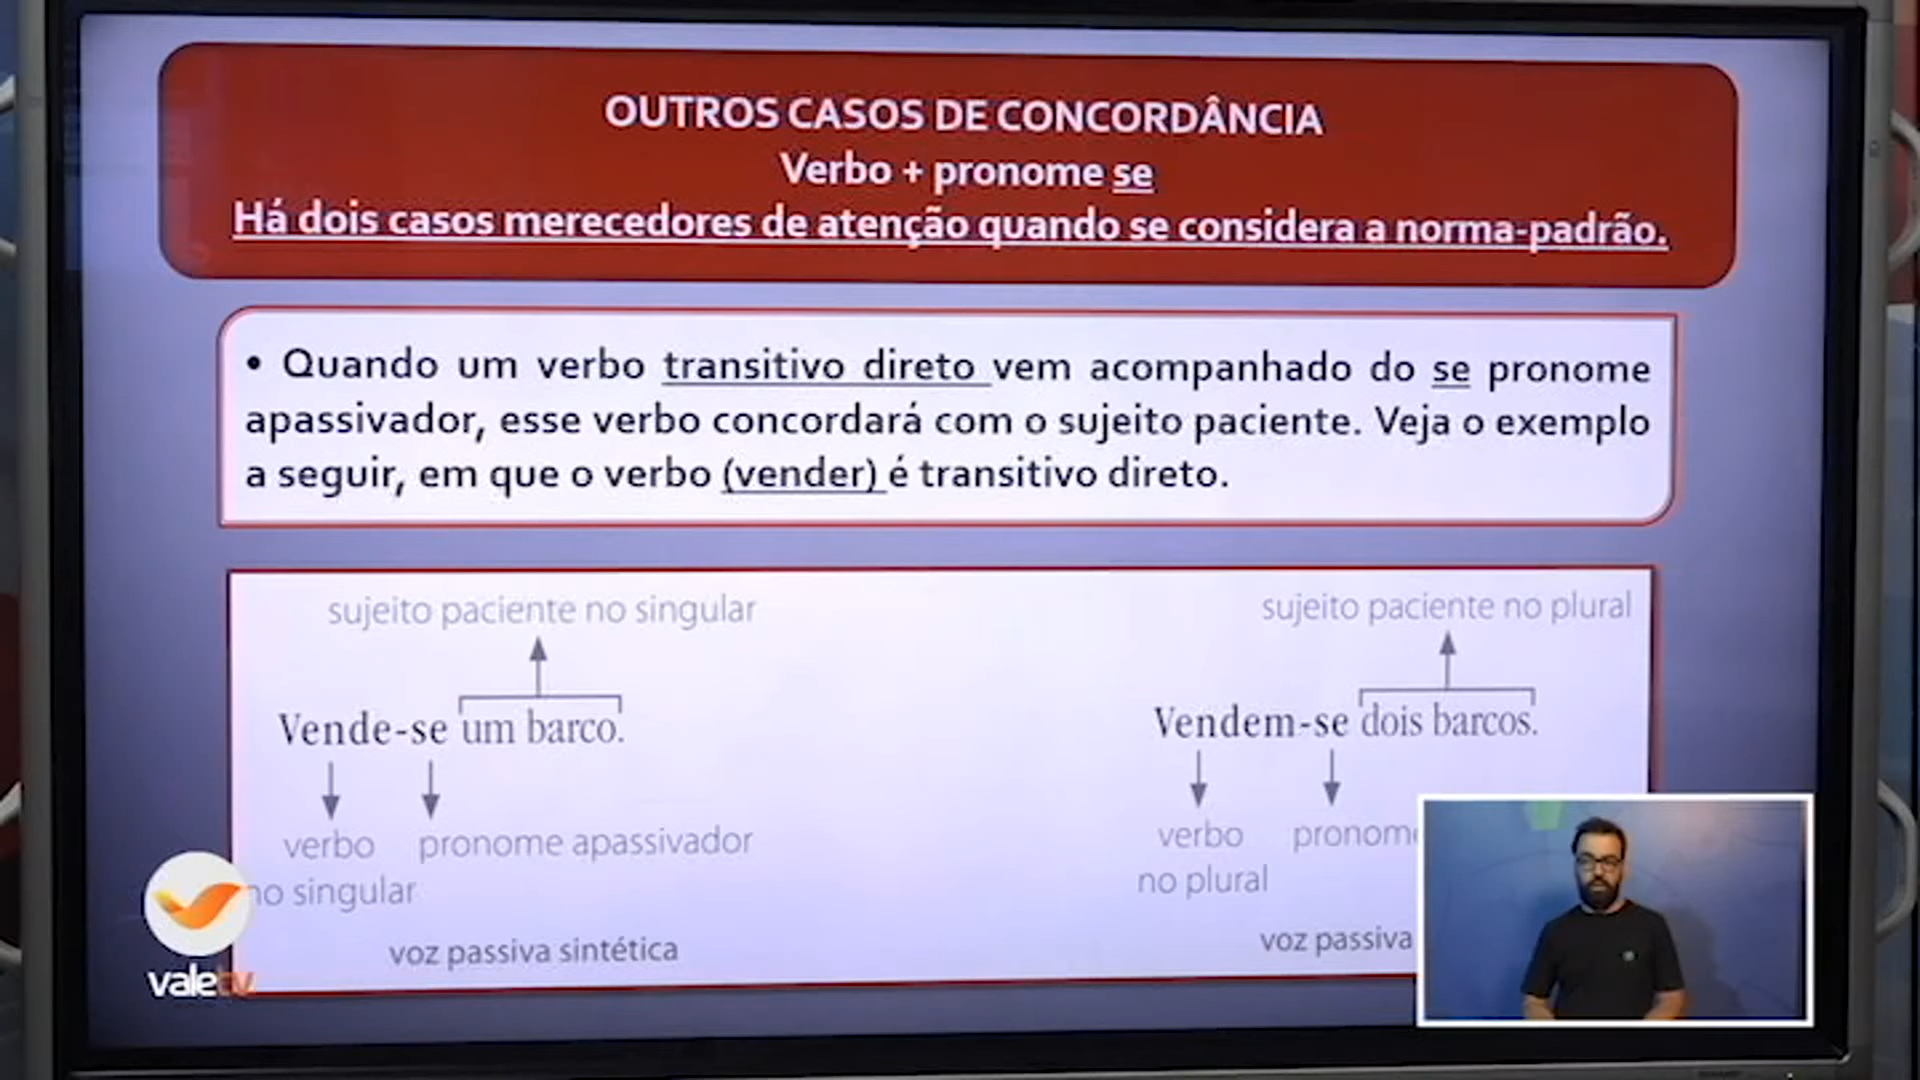 OUTROS CASOS DE CONCORDÂNCIA
Verbo + pronome se
Há dois casos merecedores de atenção quando se considera a norma-padrão.
• Quando um verbo transitivo direto vem acompanhado do se pronome
apassivador, esse verbo concordará com o sujeito paciente. Veja o exemplo
a seguir, em que o verbo (vender) é transitivo direto.
sujeito paciente no singular
Vende-se um barco.
verbo pronome apassivador
no singular
voz passiva sintética
sujeito paciente no plural
Vendem-se dois barcos.
verbo pronome
no plural
voz passiva
valetv